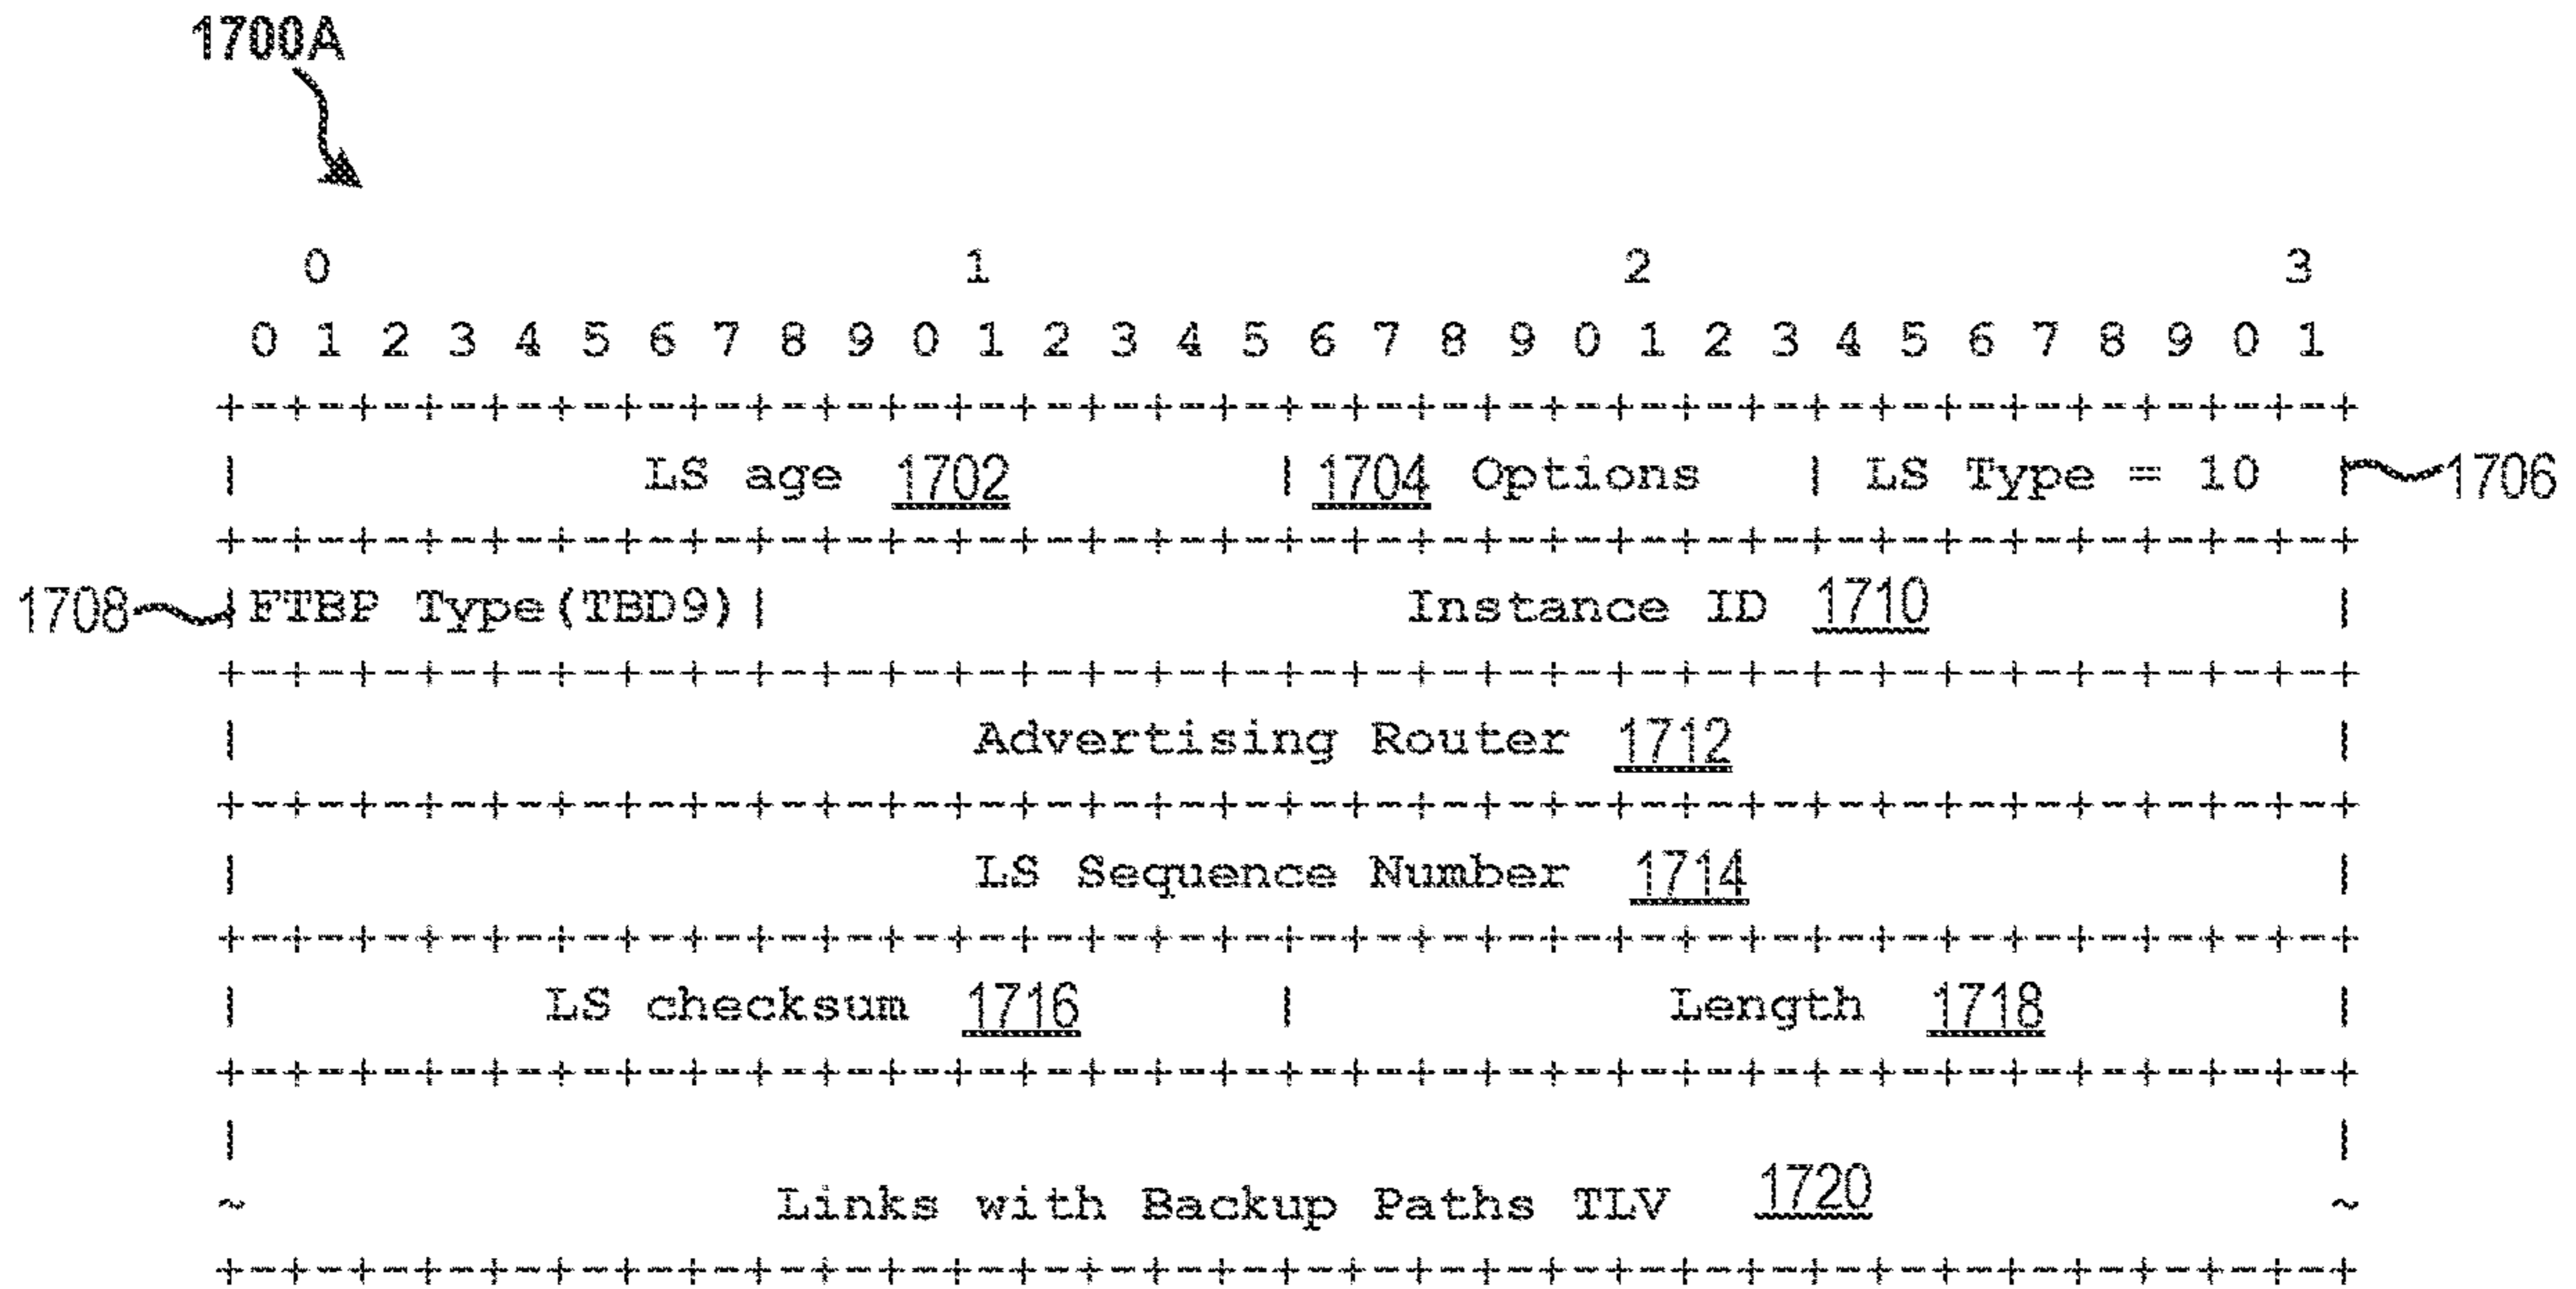 1700A
0 1 2 3
0 1 2 3 4 5 6 7 8 9 0 1 2 3 4 5 6 7 8 9 0 1 2 3 4 5 6 7 8 9 0 1
+-+-+-+-+-+-+-+-+-+-+-+-+-+-+-+-+-+-+-+-+-+-+-+-+-+-+-+-+-+-+-+-+
| LS age 1702 | 1704 Options | LS Type = 10 | 1706
+-+-+-+-+-+-+-+-+-+-+-+-+-+-+-+-+-+-+-+-+-+-+-+-+-+-+-+-+-+-+-+-+
1708 | FTBP Type(TBD9) | Instance ID 1710 |
+-+-+-+-+-+-+-+-+-+-+-+-+-+-+-+-+-+-+-+-+-+-+-+-+-+-+-+-+-+-+-+-+
| Advertising Router 1712 |
+-+-+-+-+-+-+-+-+-+-+-+-+-+-+-+-+-+-+-+-+-+-+-+-+-+-+-+-+-+-+-+-+
| LS Sequence Number 1714 |
+-+-+-+-+-+-+-+-+-+-+-+-+-+-+-+-+-+-+-+-+-+-+-+-+-+-+-+-+-+-+-+-+
| LS checksum 1716 | Length 1718 |
+-+-+-+-+-+-+-+-+-+-+-+-+-+-+-+-+-+-+-+-+-+-+-+-+-+-+-+-+-+-+-+-+
| |
~ Links with Backup Paths TLV 1720 ~
+-+-+-+-+-+-+-+-+-+-+-+-+-+-+-+-+-+-+-+-+-+-+-+-+-+-+-+-+-+-+-+-+